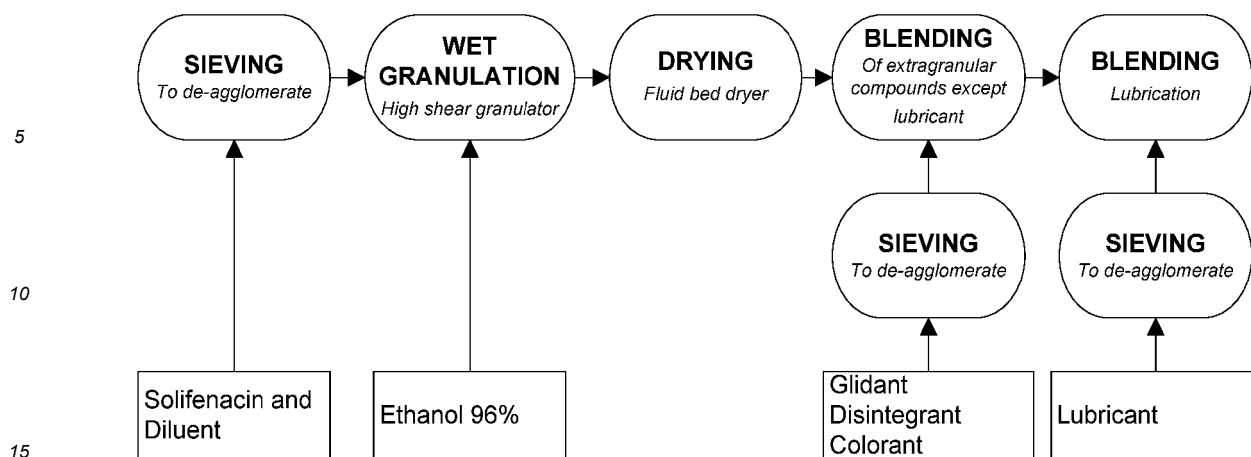 SIEVING
To de-agglomerate
WET
GRANULATION
High shear granulator
DRYING
Fluid bed dryer
BLENDING
Of extragranular
compounds except
lubricant
BLENDING
Lubrication
5
SIEVING
To de-agglomerate
SIEVING
To de-agglomerate
10
Solifenacin and
Diluent
Ethanol 96%
Glidant
Disintegrant
Colorant
Lubricant
15